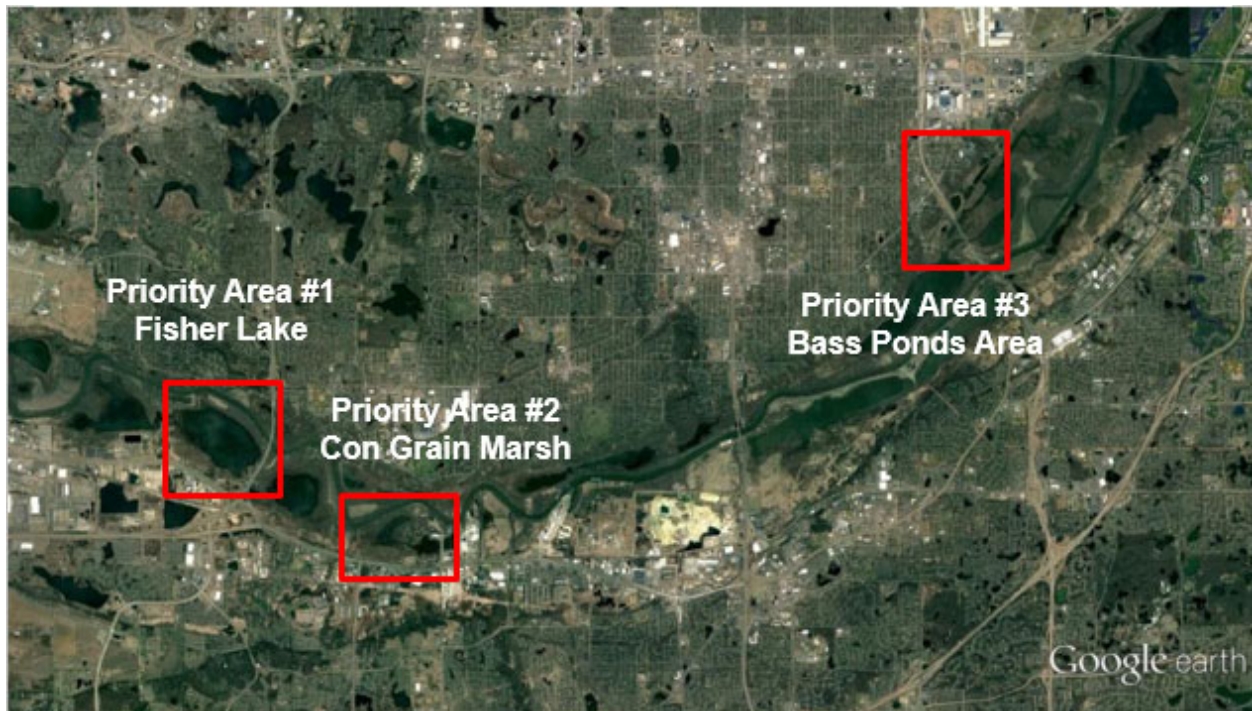 Priority Area #1
Fisher Lake
Priority Area #2
Con Grain Marsh
Priority Area #3
Bass Ponds Area
Google earth